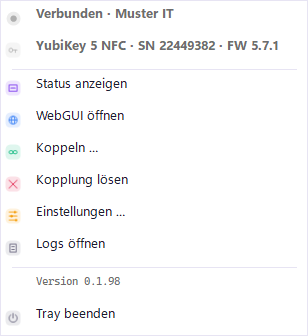 Verbunden · Muster IT
YubiKey 5 NFC · SN 22449382 · FW 5.7.1
Status anzeigen
WebGUI öffnen
Koppeln ...
Kopplung lösen
Einstellungen ...
Logs öffnen
Version 0.1.98
Tray beenden